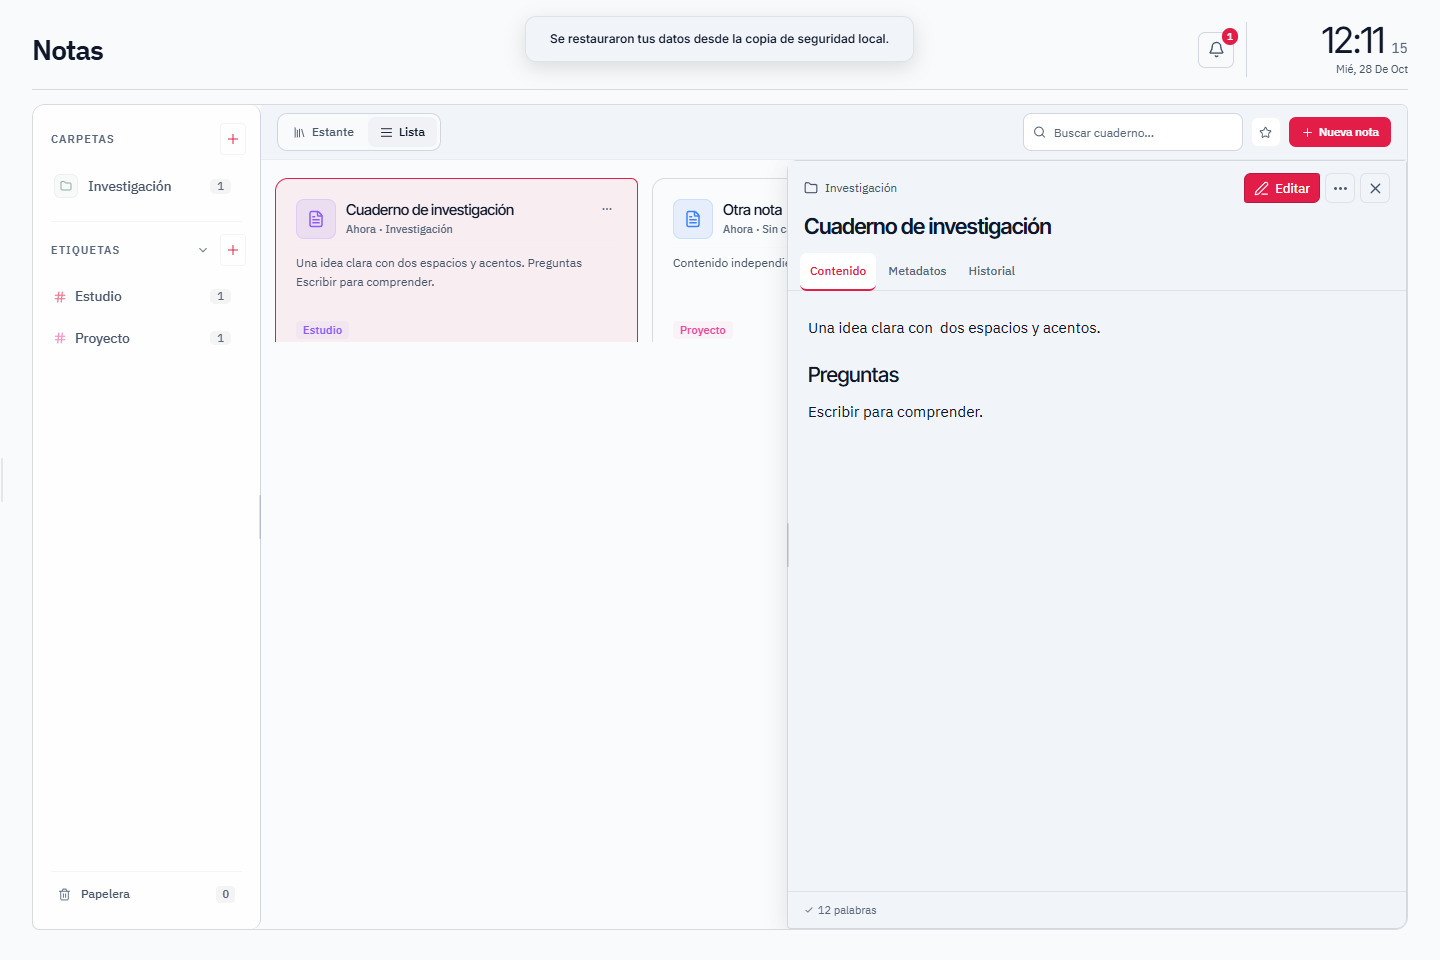 Notas
Se restauraron tus datos desde la copia de seguridad local.
1
12:11 15
Mié, 28 De Oct
CARPETAS
Investigación 1
ETIQUETAS
# Estudio 1
# Proyecto 1
Papelera 0
Estante
Lista
Buscar cuaderno...
+ Nueva nota
Cuaderno de investigación
Ahora · Investigación
Una idea clara con dos espacios y acentos. Preguntas
Escribir para comprender.
Estudio
Otra nota
Ahora · Sin c
Contenido independie
Proyecto
Investigación
Editar
Cuaderno de investigación
Contenido
Metadatos
Historial
Una idea clara con  dos espacios y acentos.
Preguntas
Escribir para comprender.
12 palabras